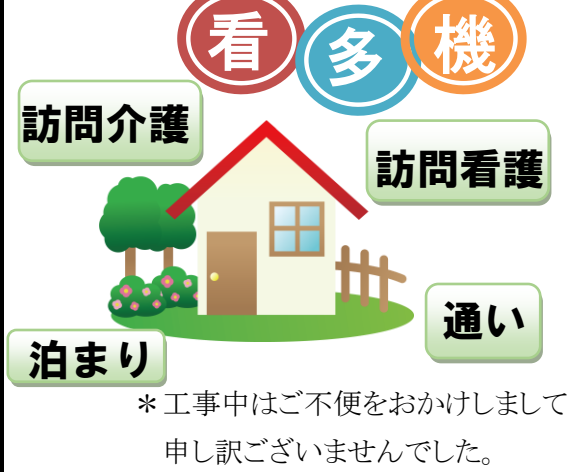 看多機
訪問介護
訪問看護
通い
泊まり
＊工事中はご不便をおかけしまして
申し訳ございませんでした。